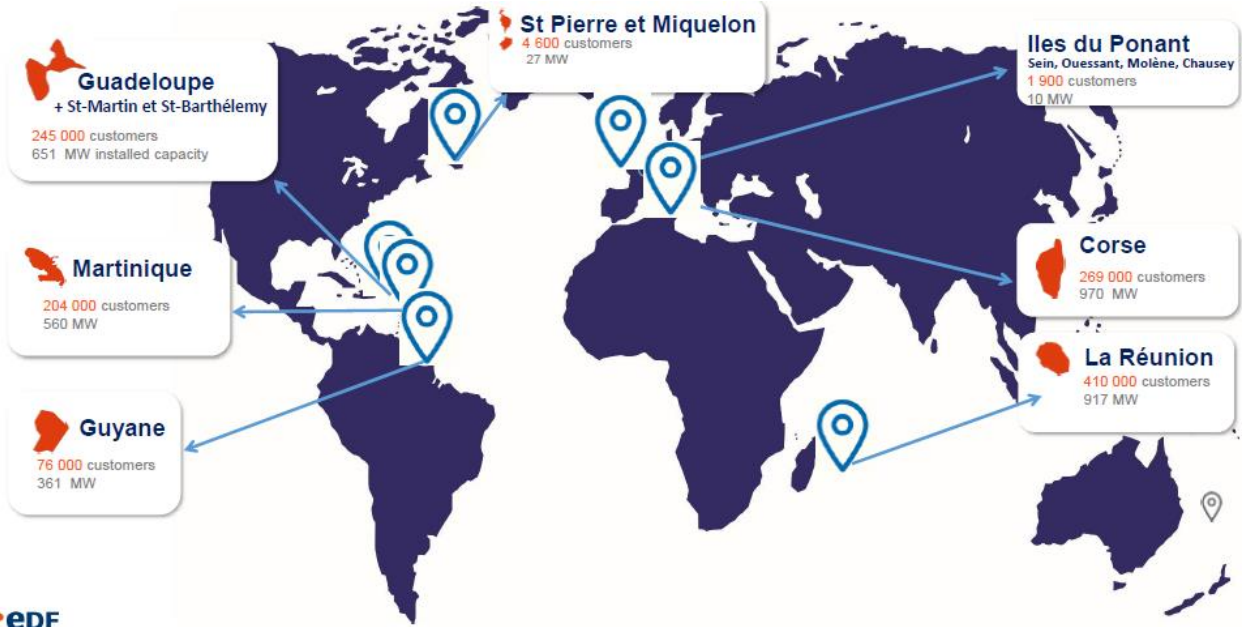 St Pierre et Miquelon
4 600 customers
27 MW
Guadeloupe
+ St-Martin et St-Barthélemy
245 000 customers
651 MW installed capacity
Iles du Ponant
Sein, Ouessant, Molène, Chausey
1 900 customers
10 MW
Martinique
204 000 customers
560 MW
Corse
269 000 customers
970 MW
La Réunion
410 000 customers
917 MW
Guyane
76 000 customers
361 MW
eDF